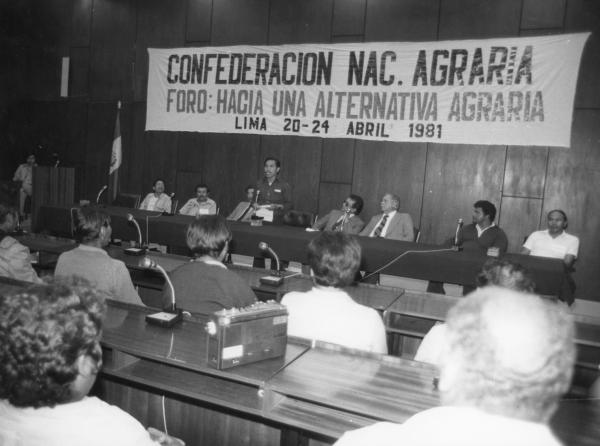 CONFEDERACION NAC. AGRARIA
FORO: HACIA UNA ALTERNATIVA AGRARIA
LIMA 20-24 ABRIL 1981